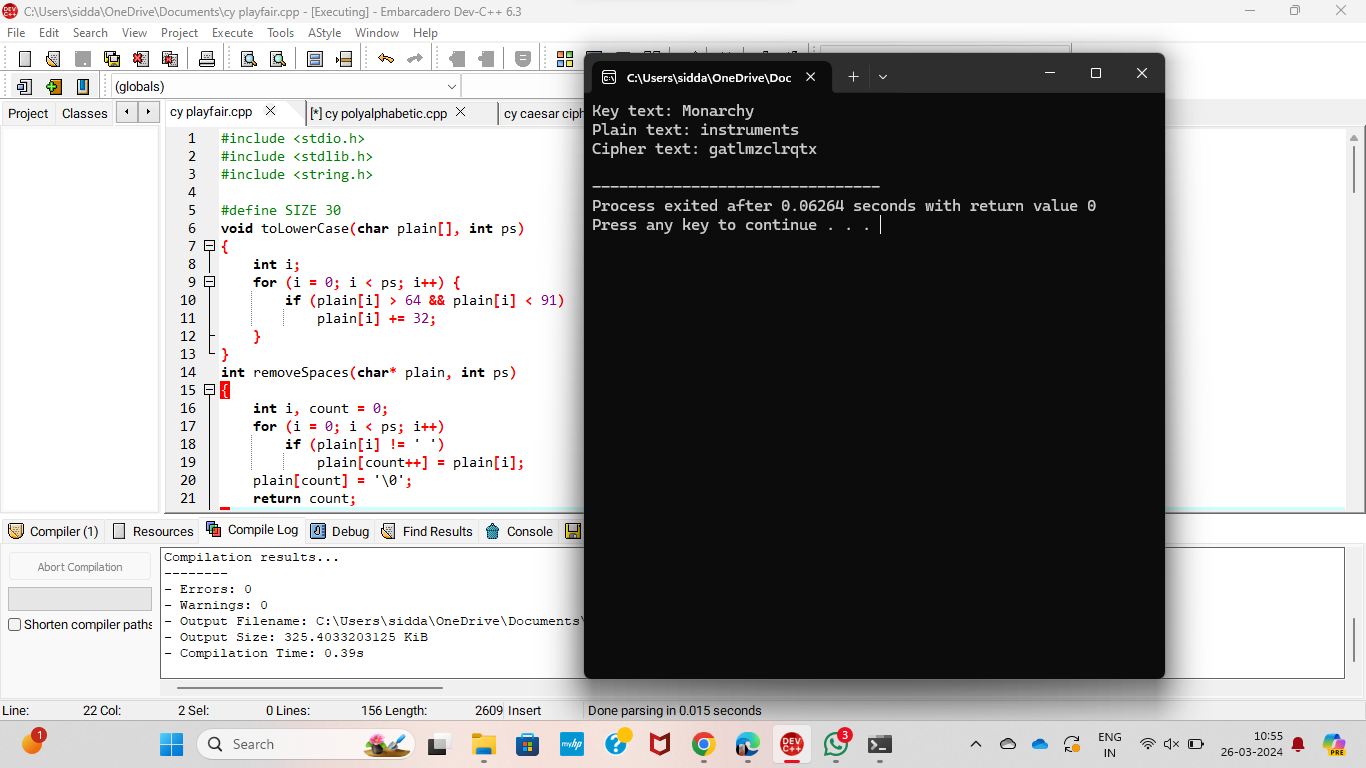 C:\Users\sidda\OneDrive\Documents\cy playfair.cpp - [Executing] - Embarcadero Dev-C++ 6.3
File Edit Search View Project Execute Tools AStyle Window Help
(globals)
Project Classes
cy playfair.cpp [*] cy polyalphabetic.cpp cy caesar ciph
1 #include <stdio.h>
2 #include <stdlib.h>
3 #include <string.h>
4
5 #define SIZE 30
6 void toLowerCase(char plain[], int ps)
7 {
8 int i;
9 for (i = 0; i < ps; i++) {
10 if (plain[i] > 64 && plain[i] < 91)
11 plain[i] += 32;
12 }
13 }
14 int removeSpaces(char* plain, int ps)
15 {
16 int i, count = 0;
17 for (i = 0; i < ps; i++)
18 if (plain[i] != ' ')
19 plain[count++] = plain[i];
20 plain[count] = '\0';
21 return count;
C:\Users\sidda\OneDrive\Doc
Key text: Monarchy
Plain text: instruments
Cipher text: gatlmzclrqtx
--------------------------------
Process exited after 0.06264 seconds with return value 0
Press any key to continue . . .
Compiler (1) Resources Compile Log Debug Find Results Console
Abort Compilation
Shorten compiler paths
Compilation results...
--------
- Errors: 0
- Warnings: 0
- Output Filename: C:\Users\sidda\OneDrive\Documents\
- Output Size: 325.4033203125 KiB
- Compilation Time: 0.39s
Line: 22 Col: 2 Sel: 0 Lines: 156 Length: 2609 Insert Done parsing in 0.015 seconds
1
Search
myhp
DEV C++
3
ENG
IN
10:55
26-03-2024
PRE